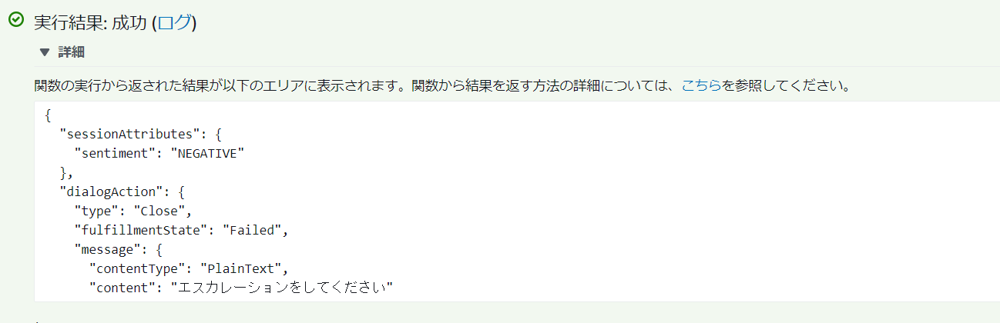 実行結果: 成功 (ログ)
▼ 詳細
関数の実行から返された結果が以下のエリアに表示されます。関数から結果を返す方法の詳細については、こちらを参照してください。
{
  "sessionAttributes": {
    "sentiment": "NEGATIVE"
  },
  "dialogAction": {
    "type": "Close",
    "fulfillmentState": "Failed",
    "message": {
      "contentType": "PlainText",
      "content": "エスカレーションをしてください"